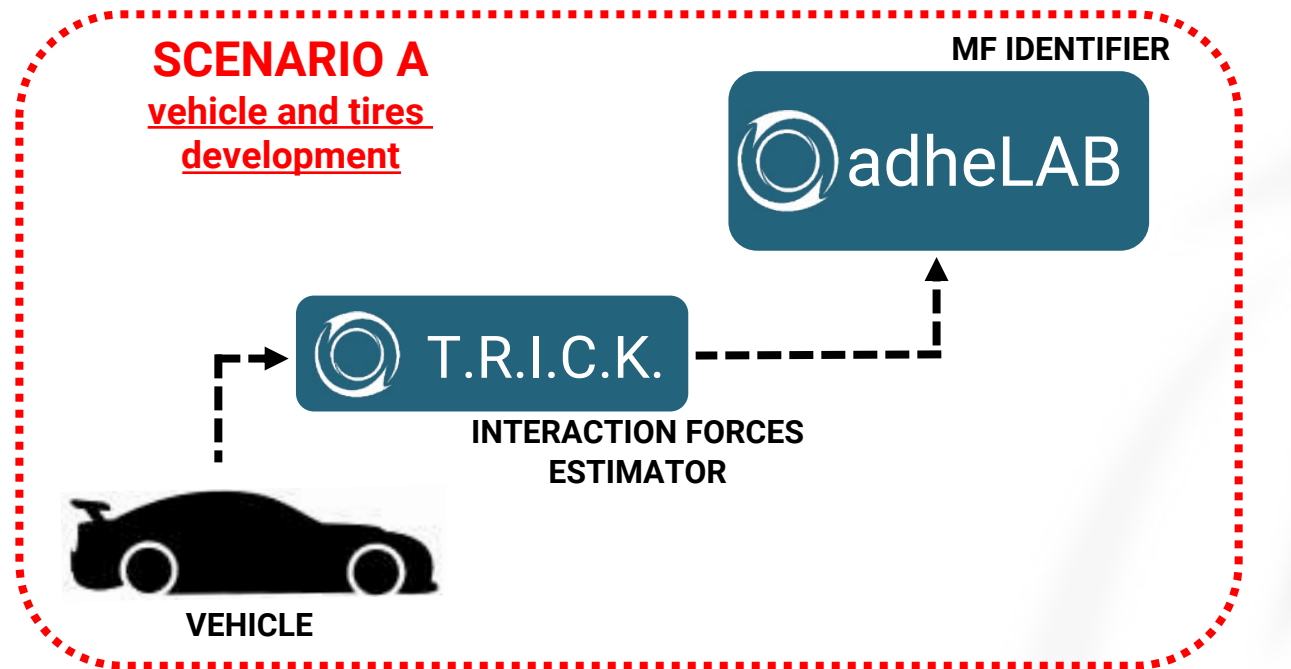 SCENARIO A
vehicle and tires
development
MF IDENTIFIER
adheLAB
T.R.I.C.K.
INTERACTION FORCES
ESTIMATOR
VEHICLE